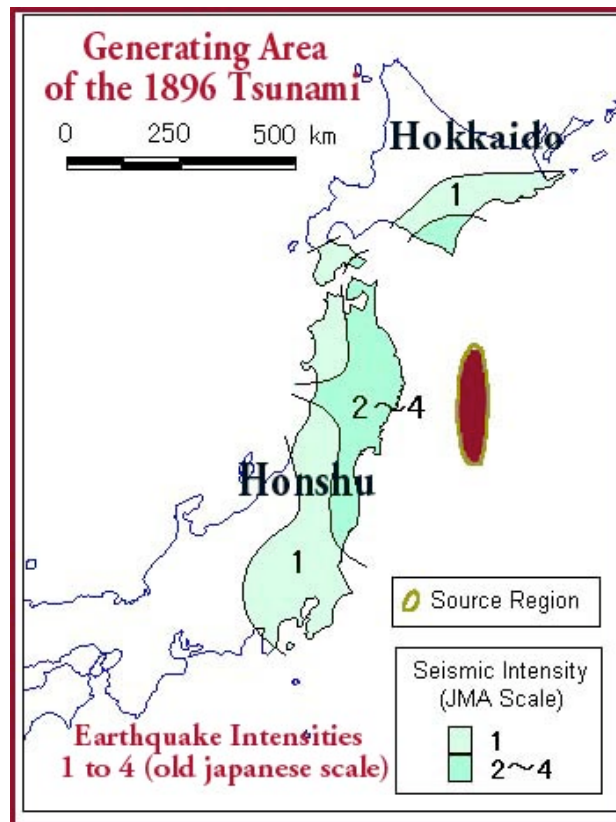 Generating Area
of the 1896 Tsunami
0 250 500 km
Hokkaido
1
2～4
Honshu
1
Source Region
Seismic Intensity
(JMA Scale)
1
2～4
Earthquake Intensities
1 to 4 (old japanese scale)